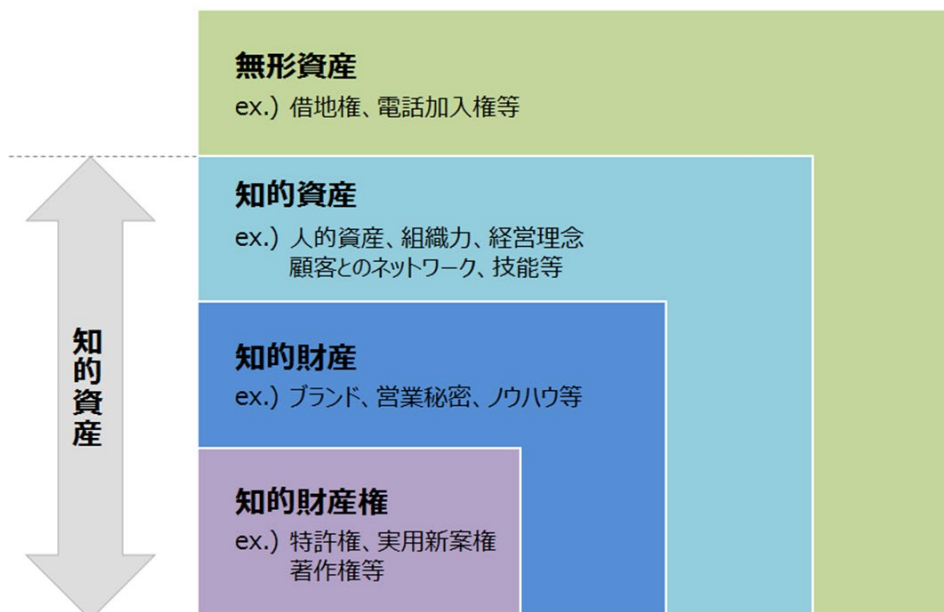 無形資産
ex.) 借地権、電話加入権等
知的資産
ex.) 人的資産、組織力、経営理念
顧客とのネットワーク、技能等
知的財産
ex.) ブランド、営業秘密、ノウハウ等
知的財産権
ex.) 特許権、実用新案権
著作権等
知的資産